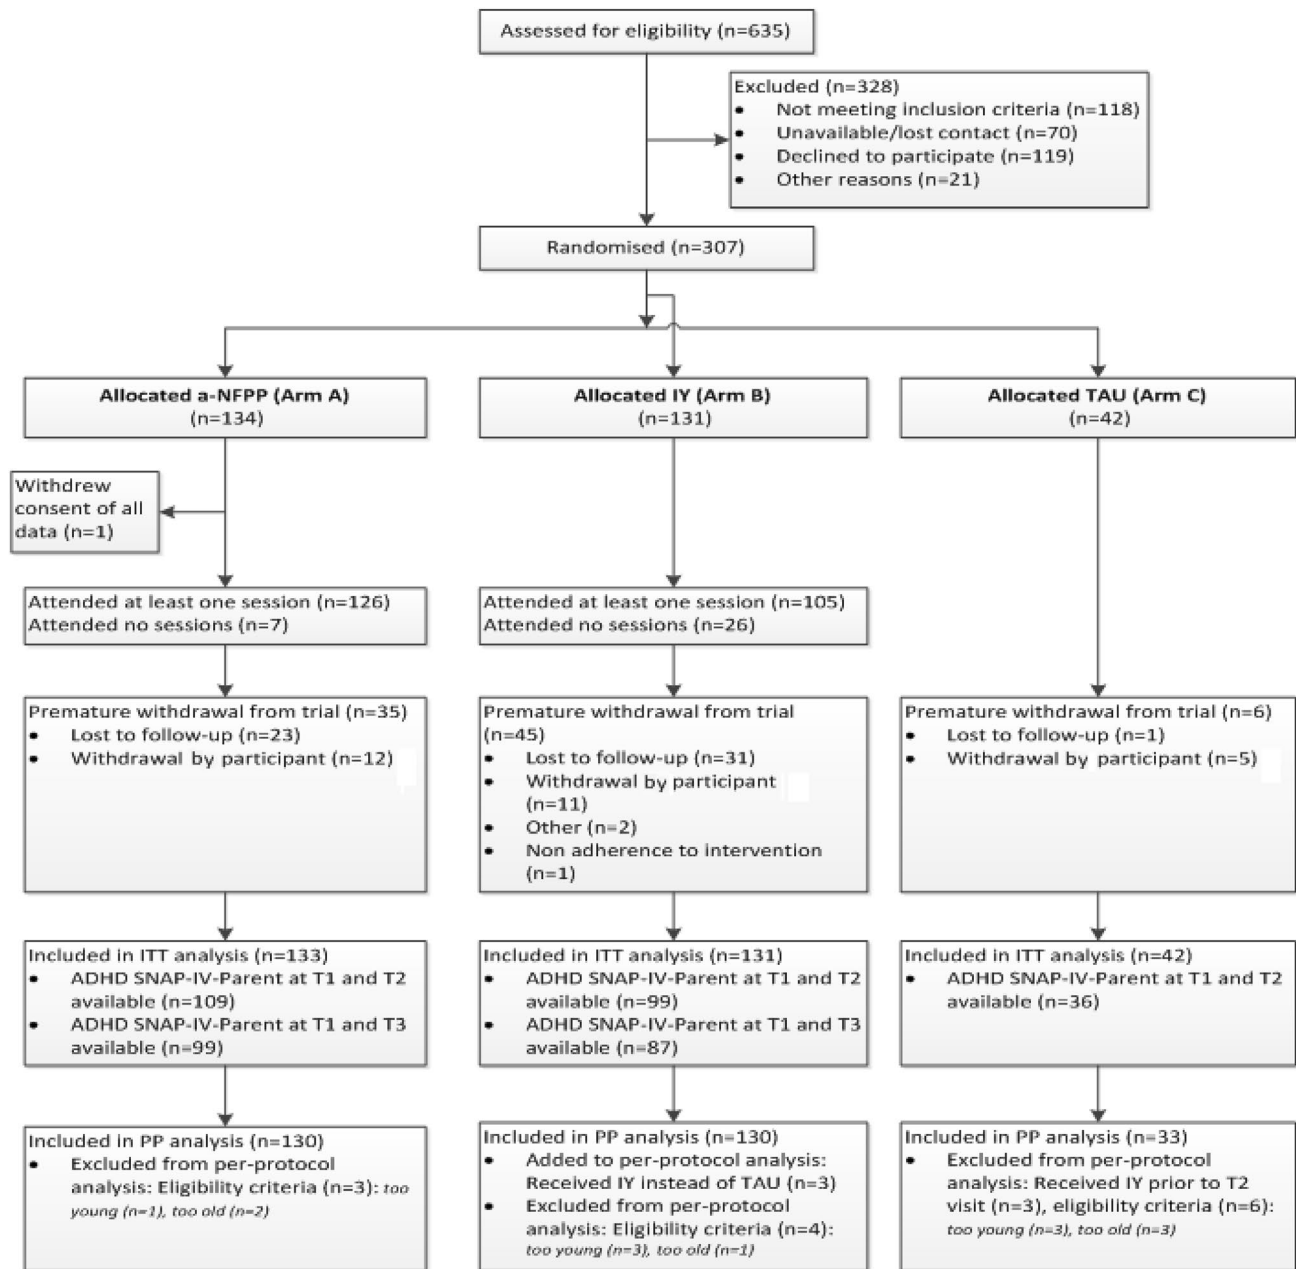 Assessed for eligibility (n=635)
Excluded (n=328)
• Not meeting inclusion criteria (n=118)
• Unavailable/lost contact (n=70)
• Declined to participate (n=119)
• Other reasons (n=21)
Randomised (n=307)
Allocated a-NFPP (Arm A)
(n=134)
Allocated IY (Arm B)
(n=131)
Allocated TAU (Arm C)
(n=42)
Withdrew
consent of all
data (n=1)
Attended at least one session (n=126)
Attended no sessions (n=7)
Attended at least one session (n=105)
Attended no sessions (n=26)
Premature withdrawal from trial (n=35)
• Lost to follow-up (n=23)
• Withdrawal by participant (n=12)
Premature withdrawal from trial
(n=45)
• Lost to follow-up (n=31)
• Withdrawal by participant
(n=11)
• Other (n=2)
• Non adherence to intervention
(n=1)
Premature withdrawal from trial (n=6)
• Lost to follow-up (n=1)
• Withdrawal by participant (n=5)
Included in ITT analysis (n=133)
• ADHD SNAP-IV-Parent at T1 and T2
available (n=109)
• ADHD SNAP-IV-Parent at T1 and T3
available (n=99)
Included in ITT analysis (n=131)
• ADHD SNAP-IV-Parent at T1 and T2
available (n=99)
• ADHD SNAP-IV-Parent at T1 and T3
available (n=87)
Included in ITT analysis (n=42)
• ADHD SNAP-IV-Parent at T1 and T2
available (n=36)
Included in PP analysis (n=130)
• Excluded from per-protocol
analysis: Eligibility criteria (n=3): too
young (n=1), too old (n=2)
Included in PP analysis (n=130)
• Added to per-protocol analysis:
Received IY instead of TAU (n=3)
• Excluded from per-protocol
analysis: Eligibility criteria (n=4):
too young (n=3), too old (n=1)
Included in PP analysis (n=33)
• Excluded from per-protocol
analysis: Received IY prior to T2
visit (n=3), eligibility criteria (n=6):
too young (n=3), too old (n=3)